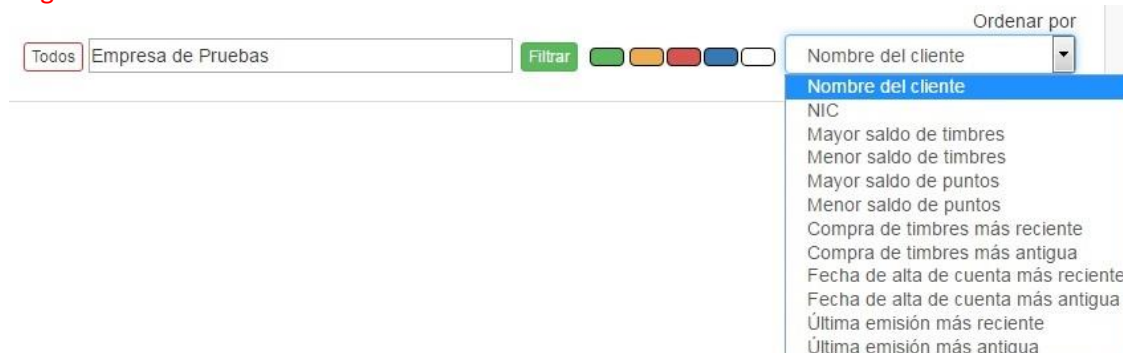 Ordenar por
Todos Empresa de Pruebas Filtrar Nombre del cliente
Nombre del cliente
NIC
Mayor saldo de timbres
Menor saldo de timbres
Mayor saldo de puntos
Menor saldo de puntos
Compra de timbres más reciente
Compra de timbres más antigua
Fecha de alta de cuenta más reciente
Fecha de alta de cuenta más antigua
Última emisión más reciente
Última emisión más antigua